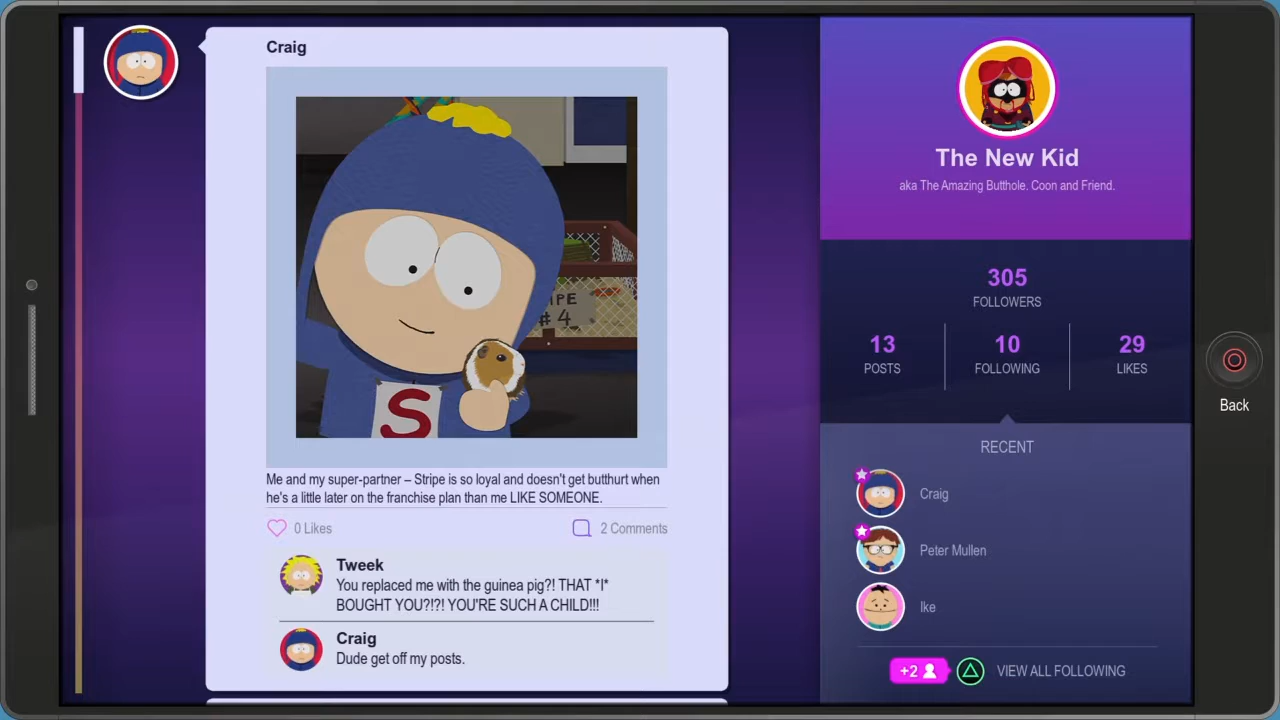 Craig
IPE
# 4
S
Me and my super-partner – Stripe is so loyal and doesn't get butthurt when
he's a little later on the franchise plan than me LIKE SOMEONE.
0 Likes
2 Comments
Tweek
You replaced me with the guinea pig?! THAT *I*
BOUGHT YOU?!?! YOU'RE SUCH A CHILD!!!
Craig
Dude get off my posts.
The New Kid
aka The Amazing Butthole. Coon and Friend.
305
FOLLOWERS
13
POSTS
10
FOLLOWING
29
LIKES
RECENT
Craig
Peter Mullen
Ike
+2
VIEW ALL FOLLOWING
Back